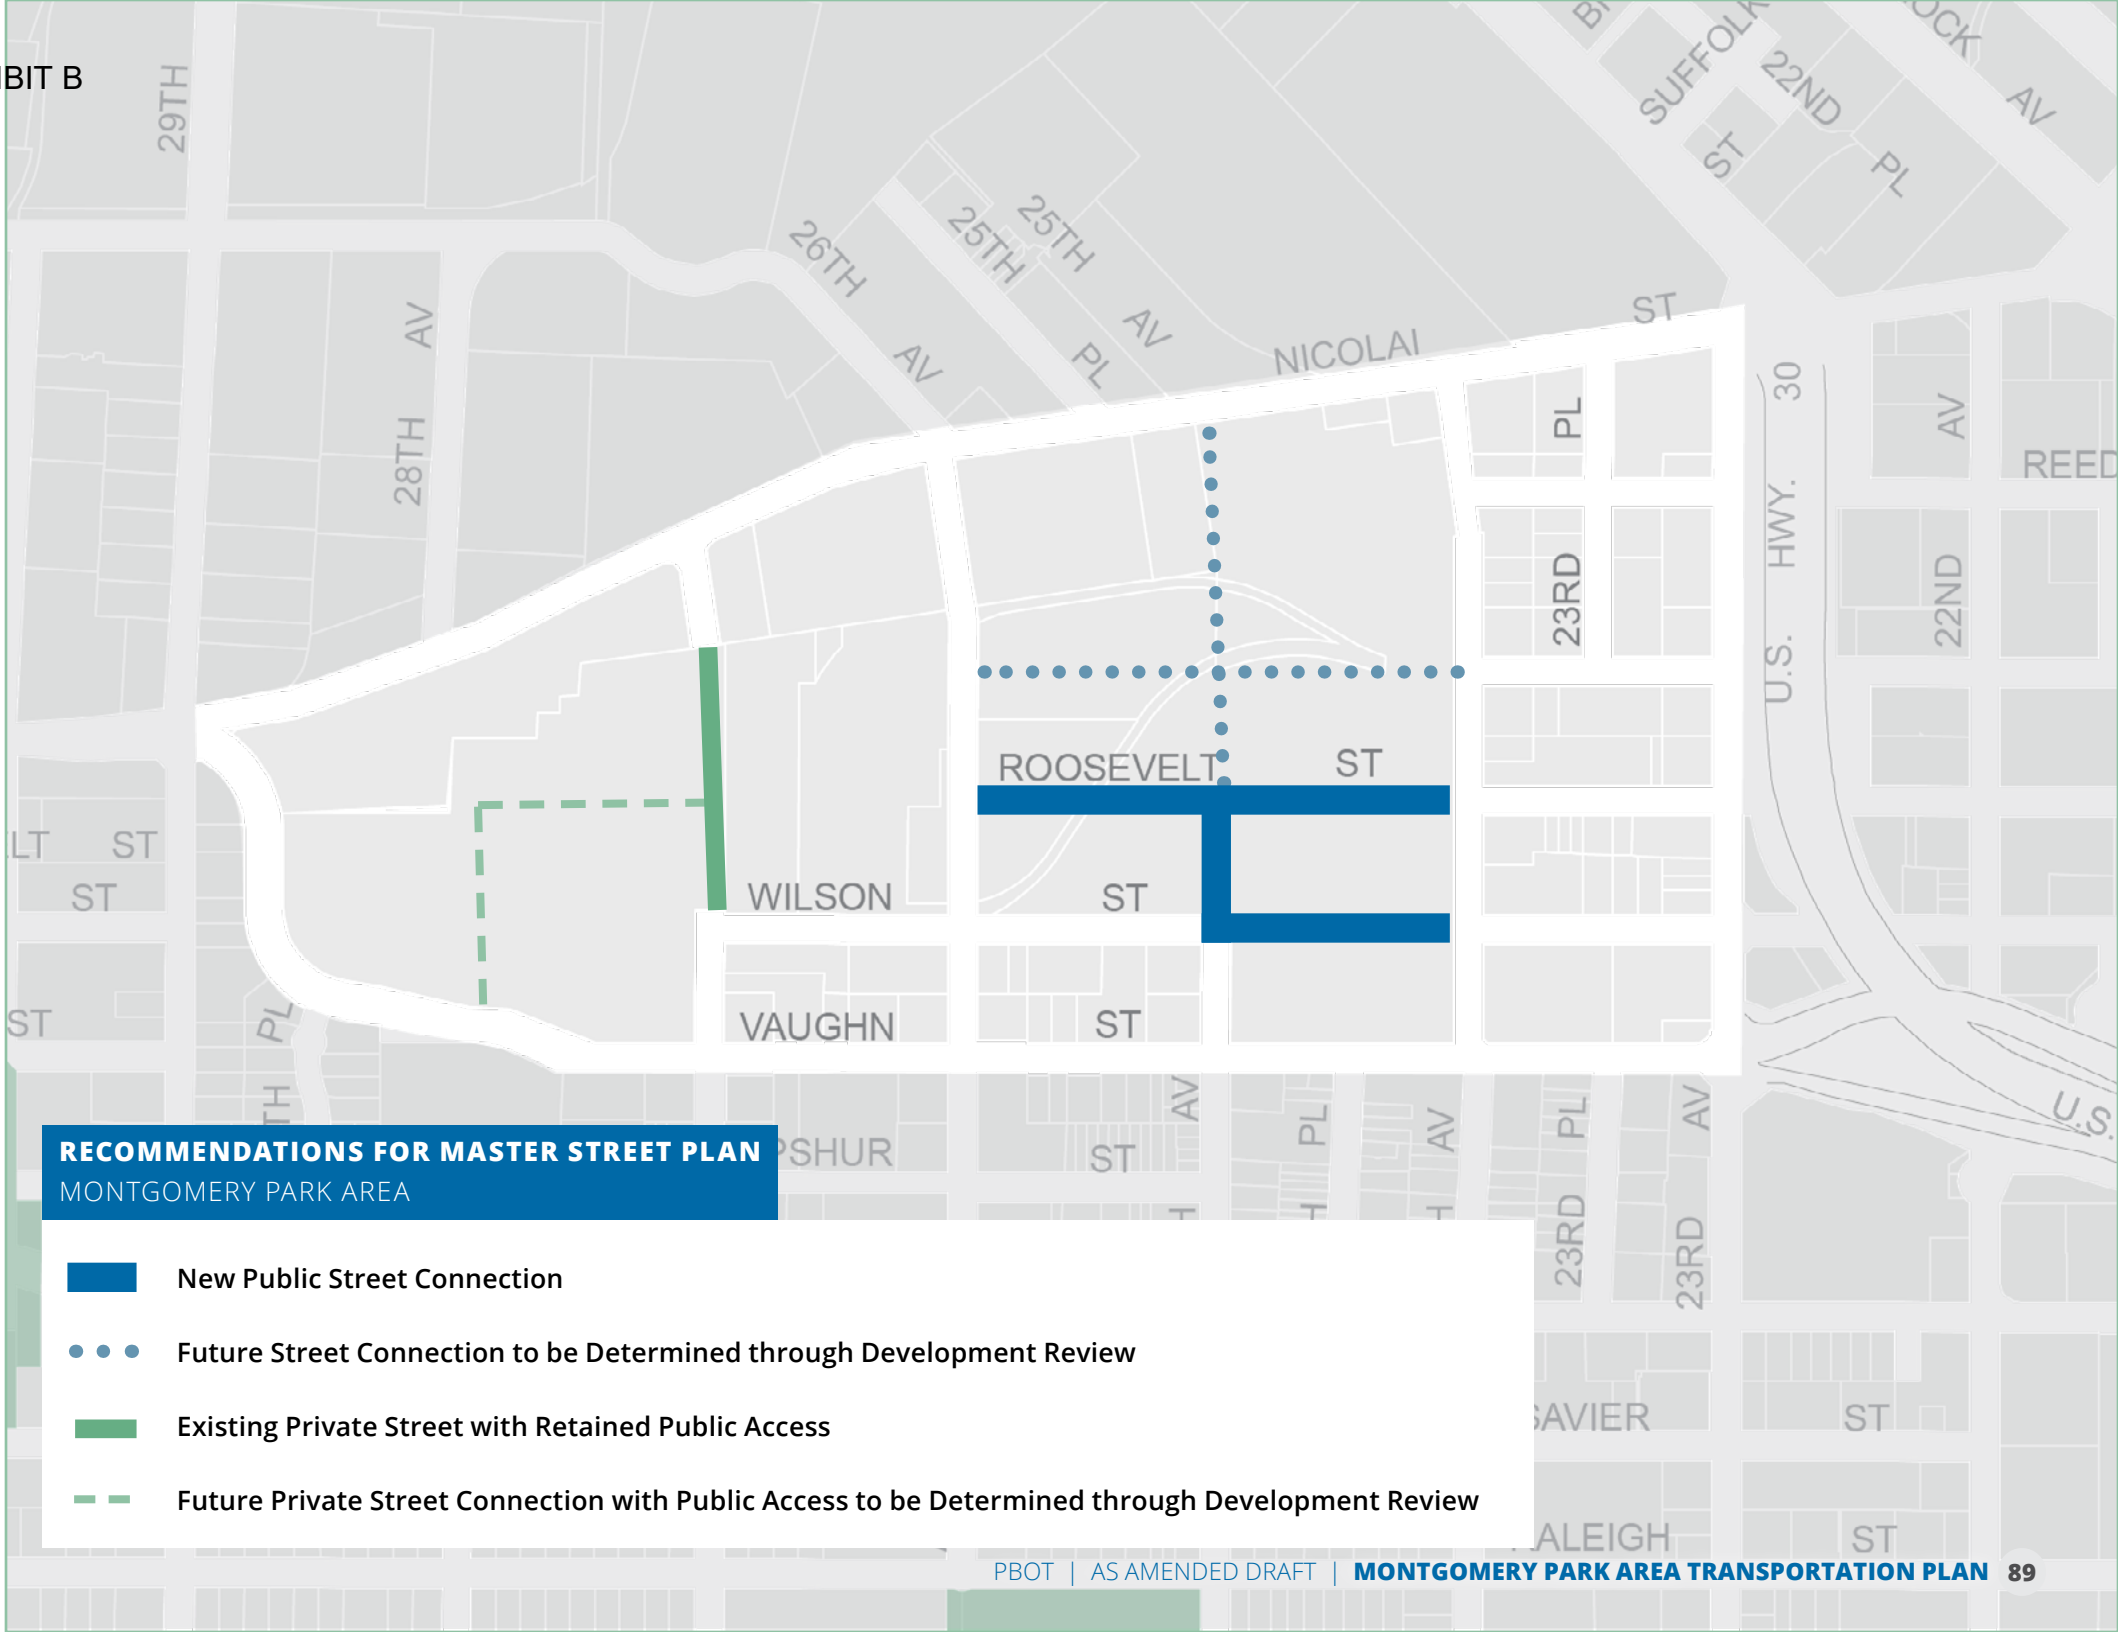 IBIT B
29TH
SUFFOLK
ST
22ND
PL
OCK
AV
26TH
AV
25TH
PL
25TH
AV
NICOLAI
ST
28TH
AV
PL
23RD
U.S. HWY. 30
AV
22ND
REED
ROOSEVELT
ST
LT
ST
ST
WILSON
ST
ST
PL
TH
VAUGHN
ST
AV
PL
AV
PL
AV
PSHUR
ST
H
H
H
23RD
23RD
U.S.
RECOMMENDATIONS FOR MASTER STREET PLAN
MONTGOMERY PARK AREA
New Public Street Connection
Future Street Connection to be Determined through Development Review
Existing Private Street with Retained Public Access
Future Private Street Connection with Public Access to be Determined through Development Review
SAVIER
ST
ALEIGH
ST
PBOT | AS AMENDED DRAFT | MONTGOMERY PARK AREA TRANSPORTATION PLAN 89